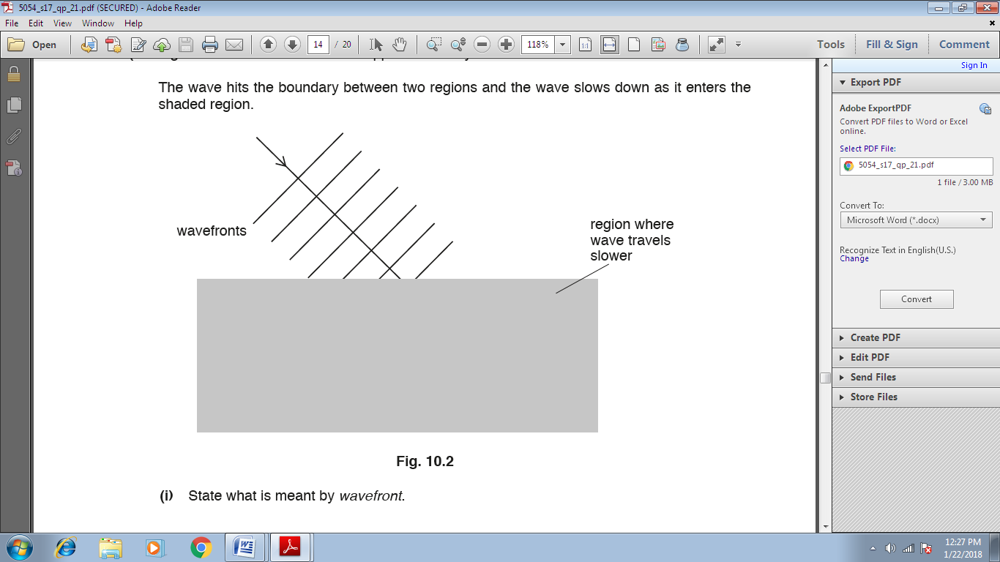 5054_s17_qp_21.pdf (SECURED) - Adobe Reader
File Edit View Window Help
Open 14 / 20 118% Tools Fill & Sign Comment
Sign In
The wave hits the boundary between two regions and the wave slows down as it enters the
shaded region.
wavefronts
region where
wave travels
slower
Fig. 10.2
(i) State what is meant by wavefront.
Export PDF
Adobe ExportPDF
Convert PDF files to Word or Excel
online.
Select PDF File:
5054_s17_qp_21.pdf
1 file / 3.00 MB
Convert To:
Microsoft Word (*.docx)
Recognize Text in English(U.S.)
Change
Convert
Create PDF
Edit PDF
Send Files
Store Files
12:27 PM
1/22/2018